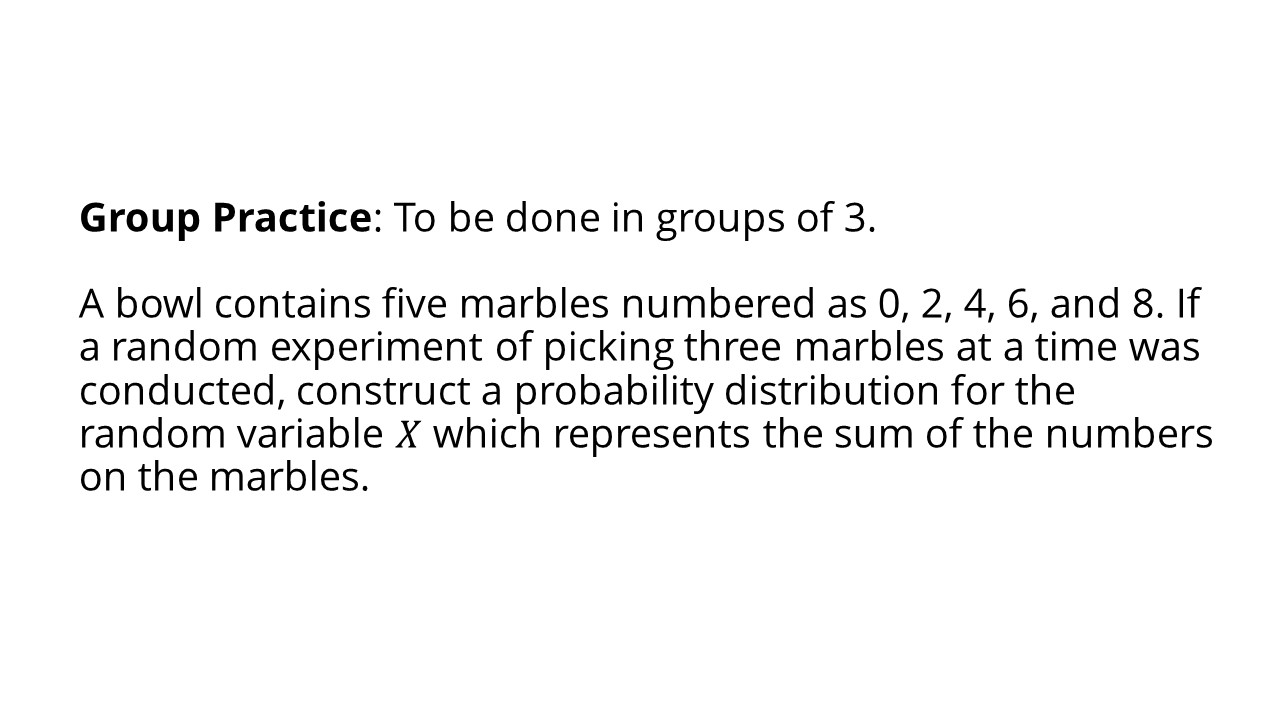 Group Practice: To be done in groups of 3.
A bowl contains five marbles numbered as 0, 2, 4, 6, and 8. If
a random experiment of picking three marbles at a time was
conducted, construct a probability distribution for the
random variable X which represents the sum of the numbers
on the marbles.